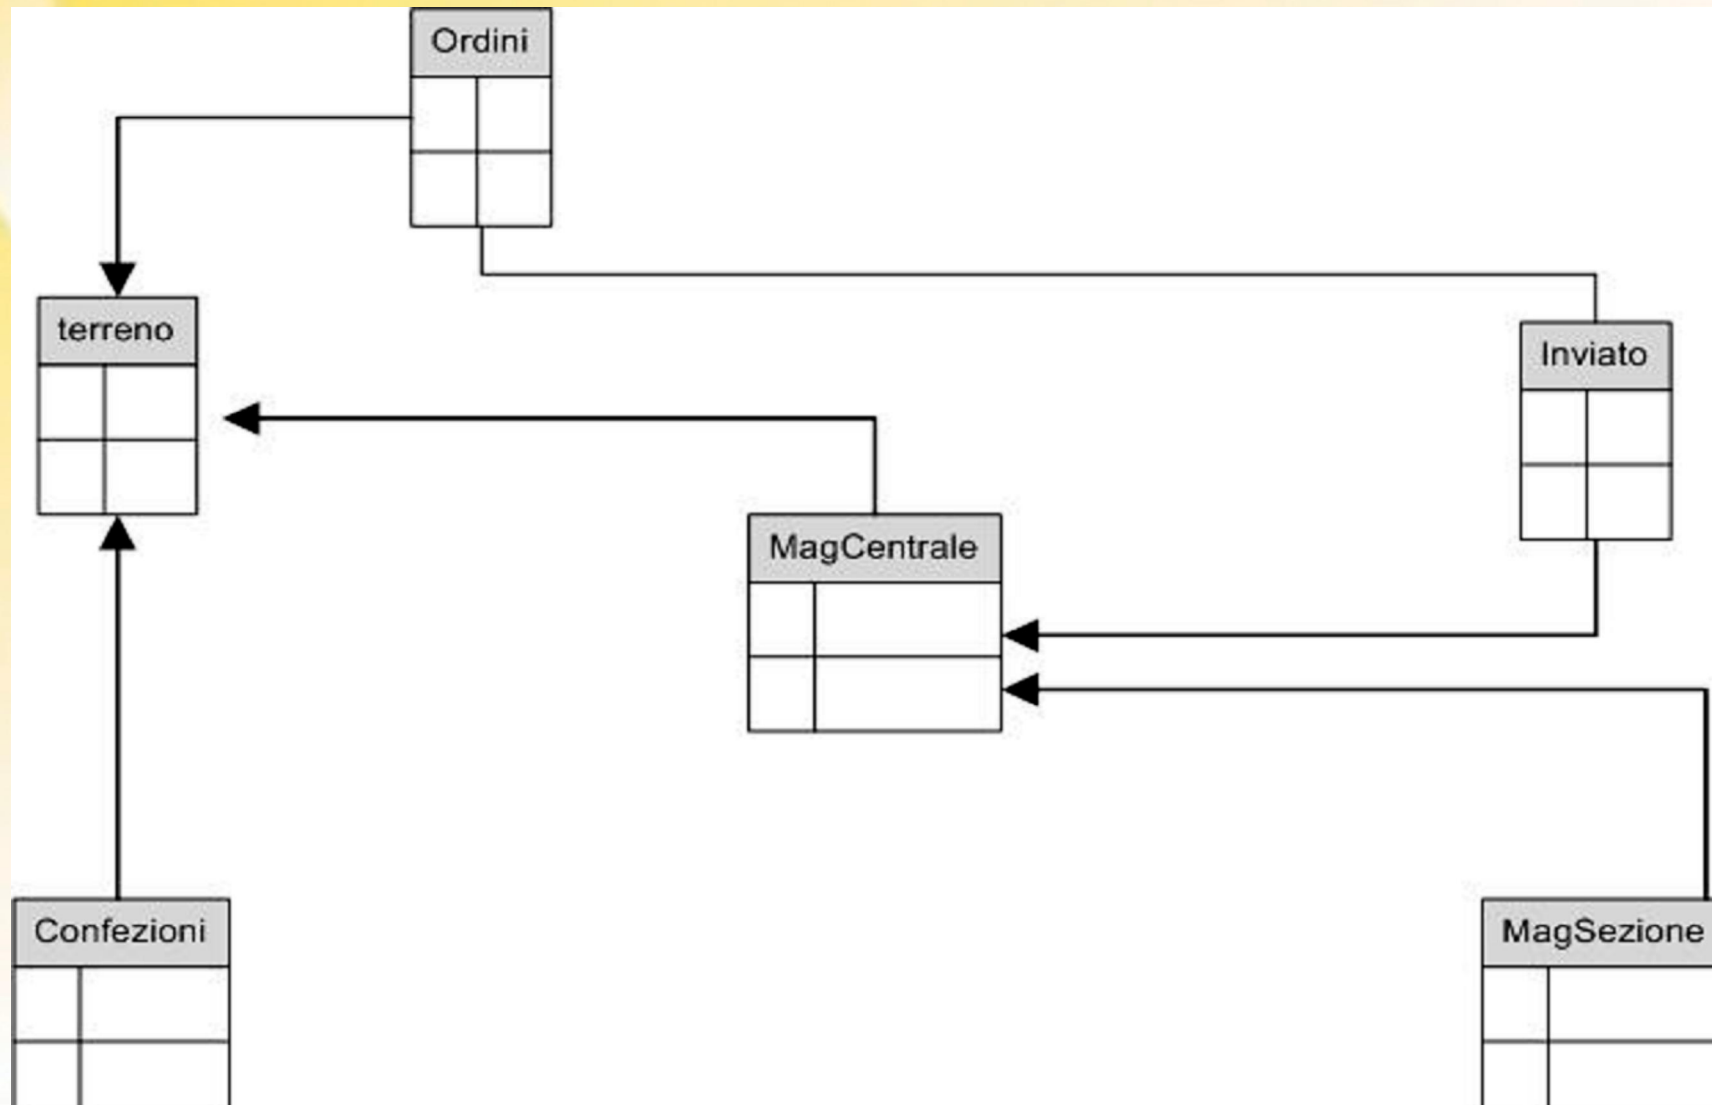 Ordini
terreno
Inviato
MagCentrale
Confezioni
MagSezione